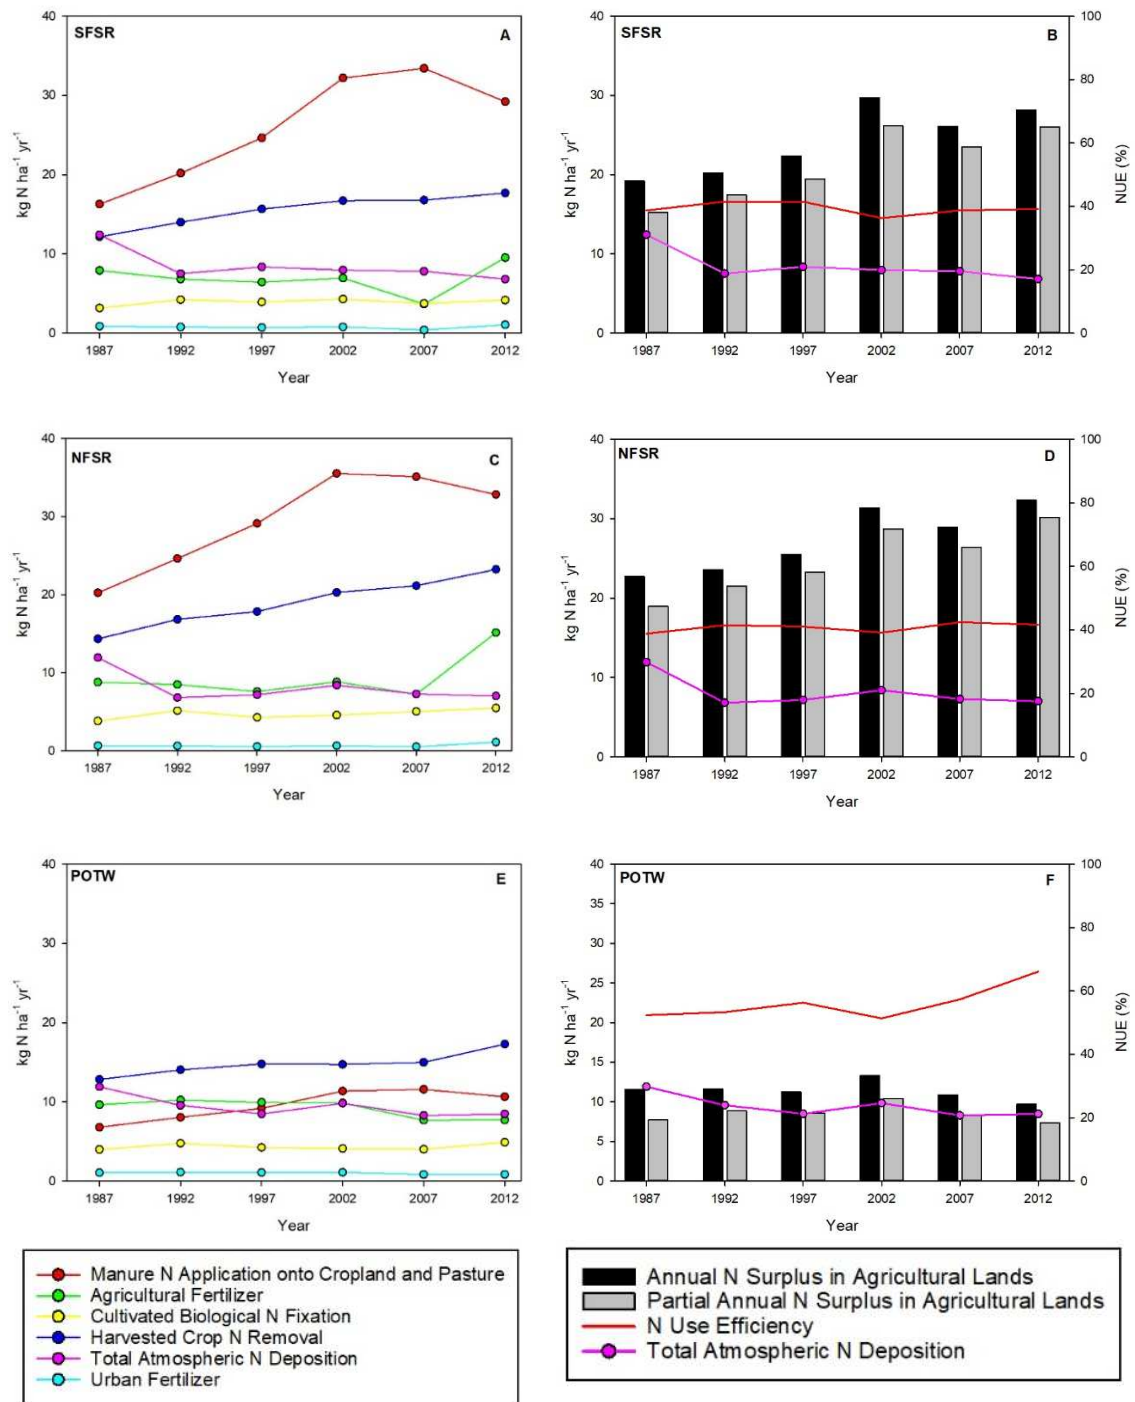 SFSR A
40
30
20
10
0
kg N ha⁻¹ yr⁻¹
1987 1992 1997 2002 2007 2012
Year
SFSR B
40
30
20
10
0
kg N ha⁻¹ yr⁻¹
100
80
60
40
20
0
NUE (%)
1987 1992 1997 2002 2007 2012
Year
NFSR C
40
30
20
10
0
kg N ha⁻¹ yr⁻¹
1987 1992 1997 2002 2007 2012
Year
NFSR D
40
30
20
10
0
kg N ha⁻¹ yr⁻¹
100
80
60
40
20
0
NUE (%)
1987 1992 1997 2002 2007 2012
Year
POTW E
40
30
20
10
0
kg N ha⁻¹ yr⁻¹
1987 1992 1997 2002 2007 2012
Year
POTW F
40
35
30
25
20
15
10
5
0
kg N ha⁻¹ yr⁻¹
100
80
60
40
20
0
NUE (%)
1987 1992 1997 2002 2007 2012
Year
Manure N Application onto Cropland and Pasture
Agricultural Fertilizer
Cultivated Biological N Fixation
Harvested Crop N Removal
Total Atmospheric N Deposition
Urban Fertilizer
Annual N Surplus in Agricultural Lands
Partial Annual N Surplus in Agricultural Lands
N Use Efficiency
Total Atmospheric N Deposition